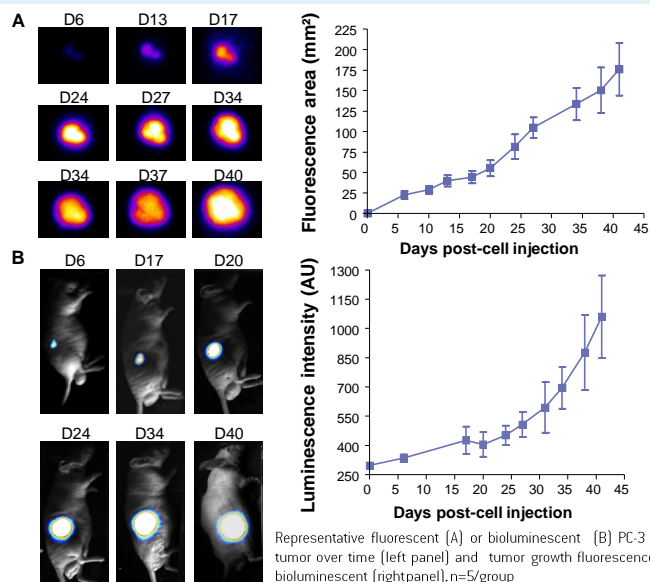 A
D6 D13 D17
D24 D27 D34
D34 D37 D40
Fluorescence area (mm²)
225
200
175
150
125
100
75
50
25
0
0 5 10 15 20 25 30 35 40 45
Days post-cell injection
B
D6 D17 D20
D24 D34 D40
Luminescence intensity (AU)
1300
1150
1000
850
700
550
400
250
0 5 10 15 20 25 30 35 40 45
Days post-cell injection
Representative fluorescent (A) or bioluminescent (B) PC-3
tumor over time (left panel) and tumor growth fluorescence
bioluminescent (right panel), n=5/group